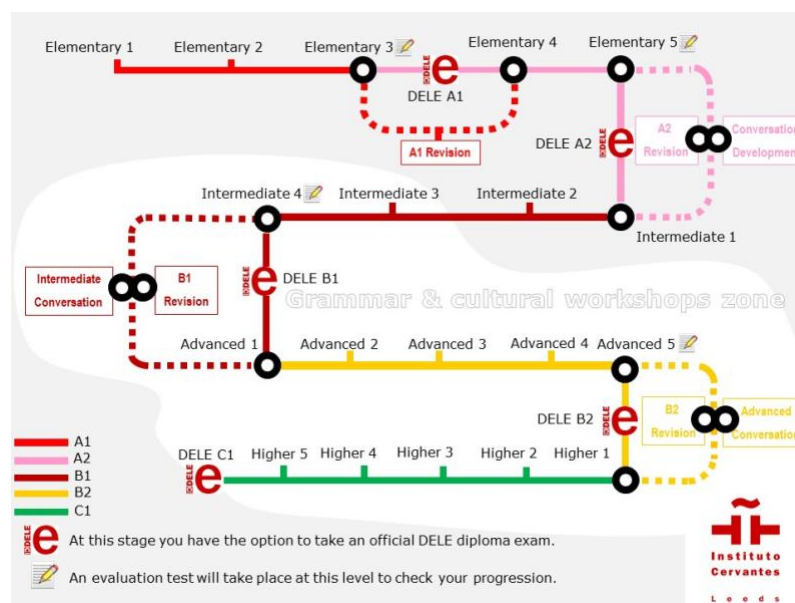 Elementary 1
Elementary 2
Elementary 3
Elementary 4
Elementary 5
DELE
e
DELE A1
A1 Revision
DELE A2
DELE
e
A2
Revision
Conversation
Development
Intermediate 4
Intermediate 3
Intermediate 2
Intermediate 1
DELE
e
DELE B1
Intermediate
Conversation
B1
Revision
Grammar & cultural workshops zone
Advanced 1
Advanced 2
Advanced 3
Advanced 4
Advanced 5
DELE B2
DELE
e
B2
Revision
Advanced
Conversation
DELE C1
DELE
e
Higher 5
Higher 4
Higher 3
Higher 2
Higher 1
A1
A2
B1
B2
C1
DELE
e
At this stage you have the option to take an official DELE diploma exam.
An evaluation test will take place at this level to check your progression.
Instituto
Cervantes
Leeds